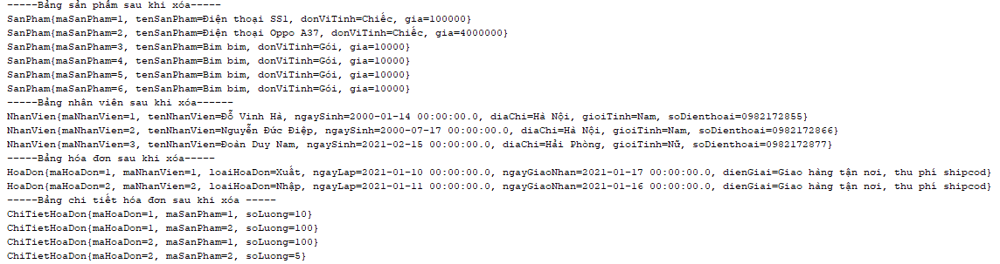 -----Bảng sản phẩm sau khi xóa-----
SanPham{maSanPham=1, tenSanPham=Điện thoại SS1, donViTinh=Chiếc, gia=100000}
SanPham{maSanPham=2, tenSanPham=Điện thoại Oppo A37, donViTinh=Chiếc, gia=4000000}
SanPham{maSanPham=3, tenSanPham=Bim bim, donViTinh=Gói, gia=10000}
SanPham{maSanPham=4, tenSanPham=Bim bim, donViTinh=Gói, gia=10000}
SanPham{maSanPham=5, tenSanPham=Bim bim, donViTinh=Gói, gia=10000}
SanPham{maSanPham=6, tenSanPham=Bim bim, donViTinh=Gói, gia=10000}
-----Bảng nhân viên sau khi xóa------
NhanVien{maNhanVien=1, tenNhanVien=Đỗ Vinh Hà, ngaySinh=2000-01-14 00:00:00.0, diaChi=Hà Nội, gioiTinh=Nam, soDienthoai=0982172855}
NhanVien{maNhanVien=2, tenNhanVien=Nguyễn Đức Điệp, ngaySinh=2000-07-17 00:00:00.0, diaChi=Hà Nội, gioiTinh=Nam, soDienthoai=0982172866}
NhanVien{maNhanVien=3, tenNhanVien=Đoàn Duy Nam, ngaySinh=2021-02-15 00:00:00.0, diaChi=Hải Phòng, gioiTinh=Nữ, soDienthoai=0982172877}
-----Bảng hóa đơn sau khi xóa-----
HoaDon{maHoaDon=1, maNhanVien=1, loaiHoaDon=Xuất, ngayLap=2021-01-10 00:00:00.0, ngayGiaoNhan=2021-01-17 00:00:00.0, dienGiai=Giao hàng tận nơi, thu phí shipcod}
HoaDon{maHoaDon=2, maNhanVien=2, loaiHoaDon=Nhập, ngayLap=2021-01-11 00:00:00.0, ngayGiaoNhan=2021-01-16 00:00:00.0, dienGiai=Giao hàng tận nơi, thu phí shipcod}
-----Bảng chi tiết hóa đơn sau khi xóa -----
ChiTietHoaDon{maHoaDon=1, maSanPham=1, soLuong=10}
ChiTietHoaDon{maHoaDon=1, maSanPham=2, soLuong=100}
ChiTietHoaDon{maHoaDon=2, maSanPham=1, soLuong=100}
ChiTietHoaDon{maHoaDon=2, maSanPham=2, soLuong=5}